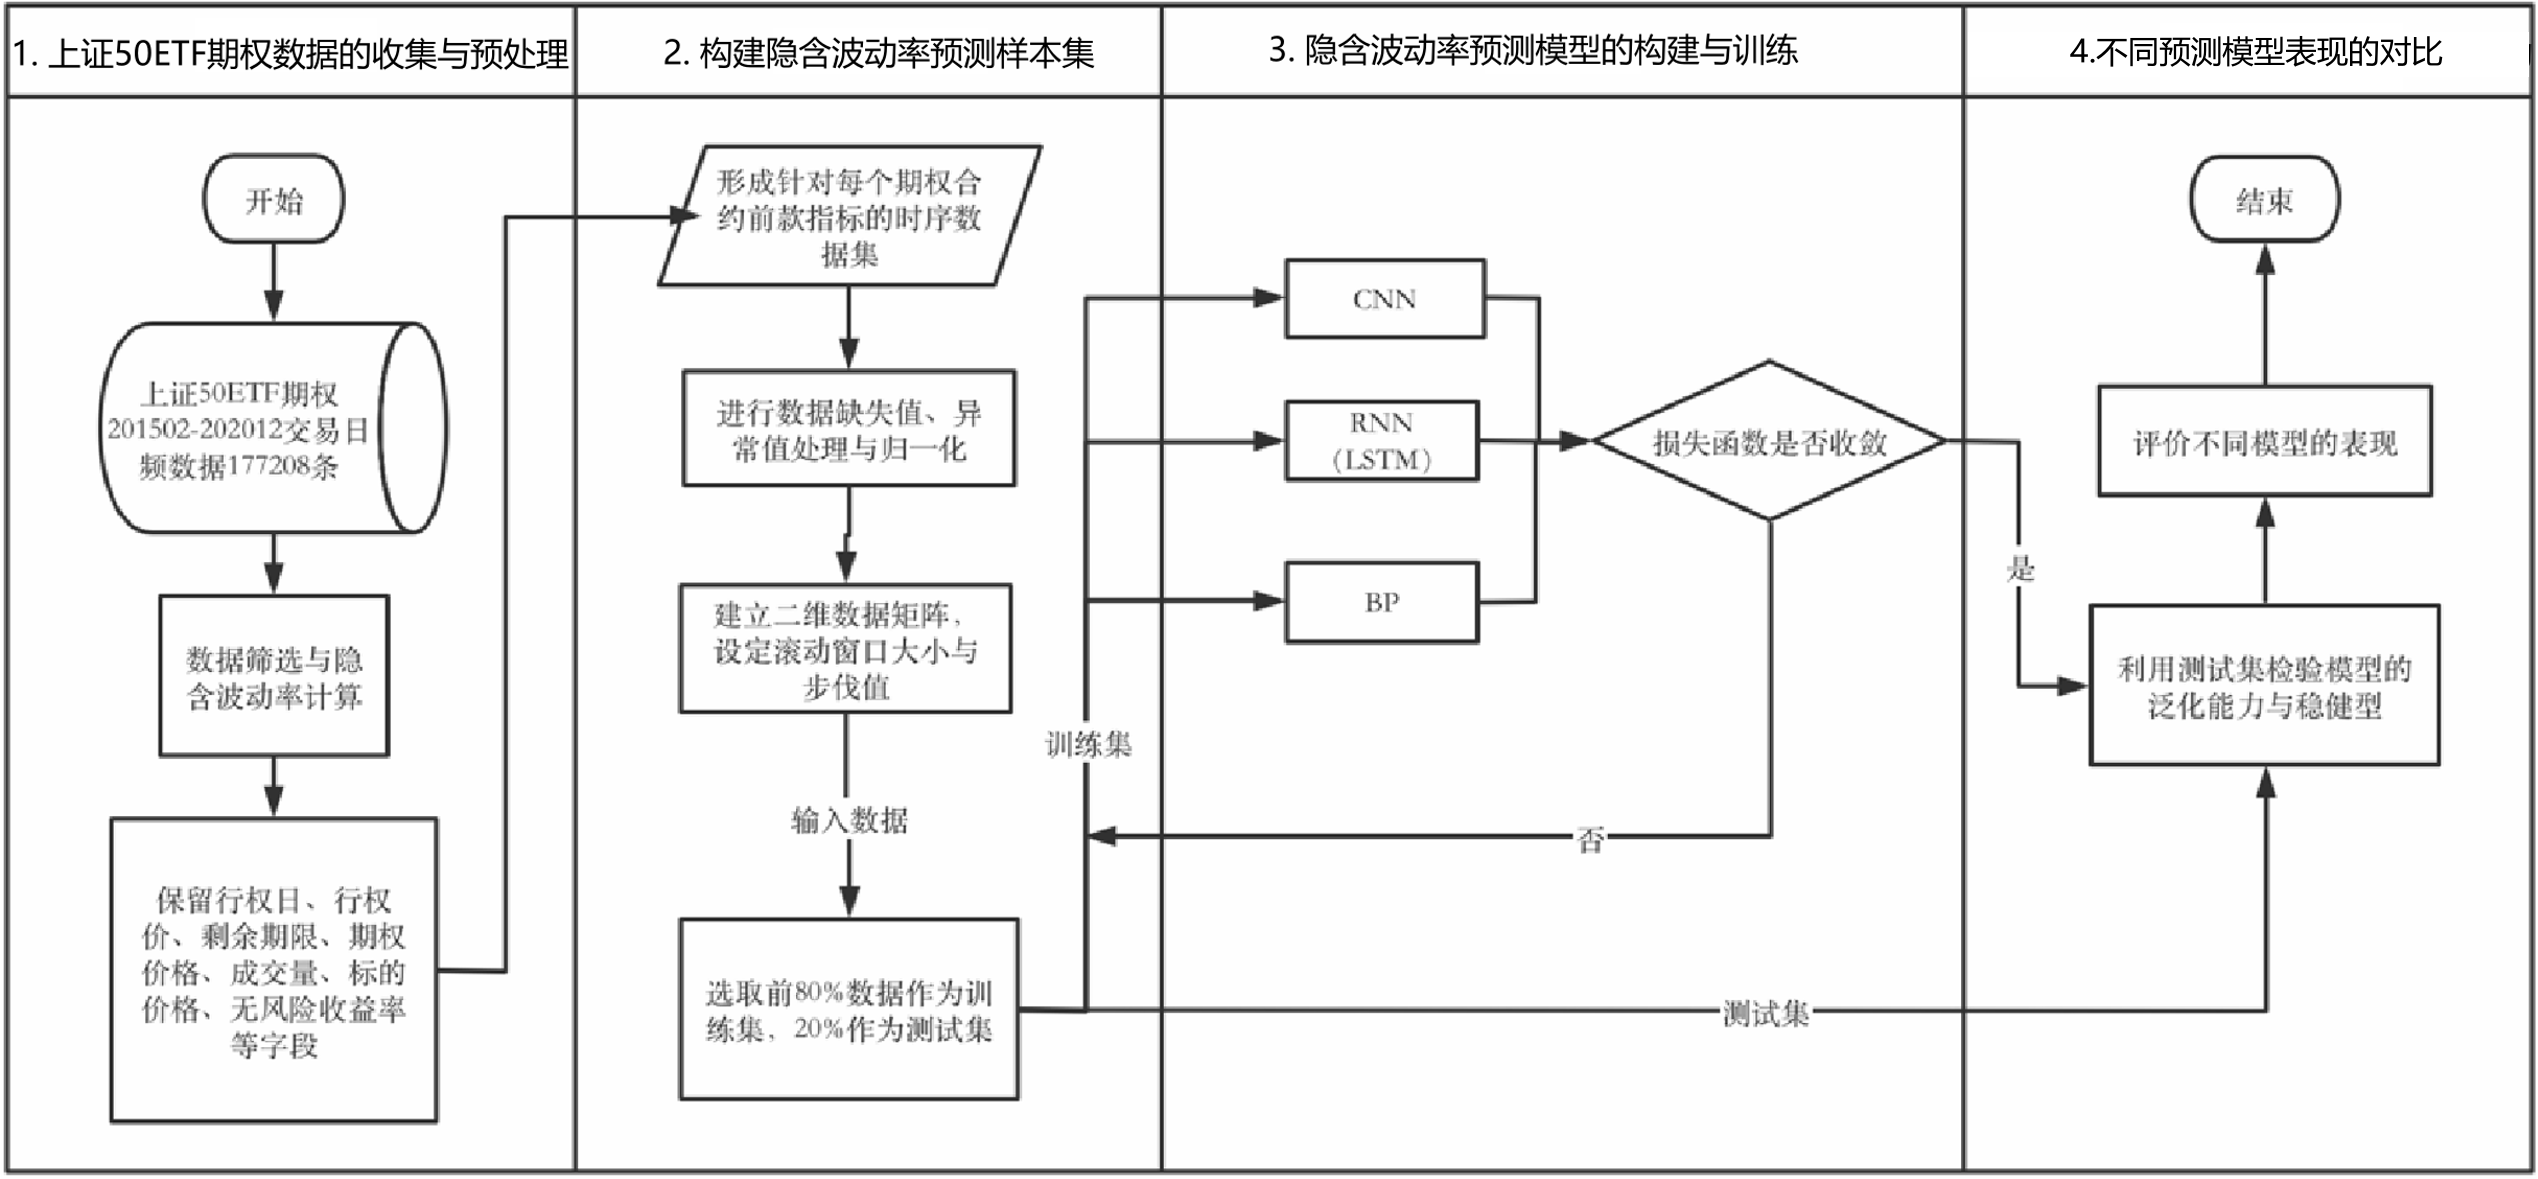 1. 上证50ETF期权数据的收集与预处理
2. 构建隐含波动率预测样本集
3. 隐含波动率预测模型的构建与训练
4.不同预测模型表现的对比
开始
上证50ETF期权
201502-202012交易日
频数据177208条
数据筛选与隐
含波动率计算
保留行权日、行权
价、剩余期限、期权
价格、成交量、标的
价格、无风险收益率
等字段
形成针对每个期权合
约前款指标的时序数
据集
进行数据缺失值、异
常值处理与归一化
建立二维数据矩阵，
设定滚动窗口大小与
步伐值
输入数据
选取前80%数据作为训
练集，20%作为测试集
训练集
CNN
RNN
（LSTM）
BP
损失函数是否收敛
是
否
测试集
利用测试集检验模型的
泛化能力与稳健型
评价不同模型的表现
结束